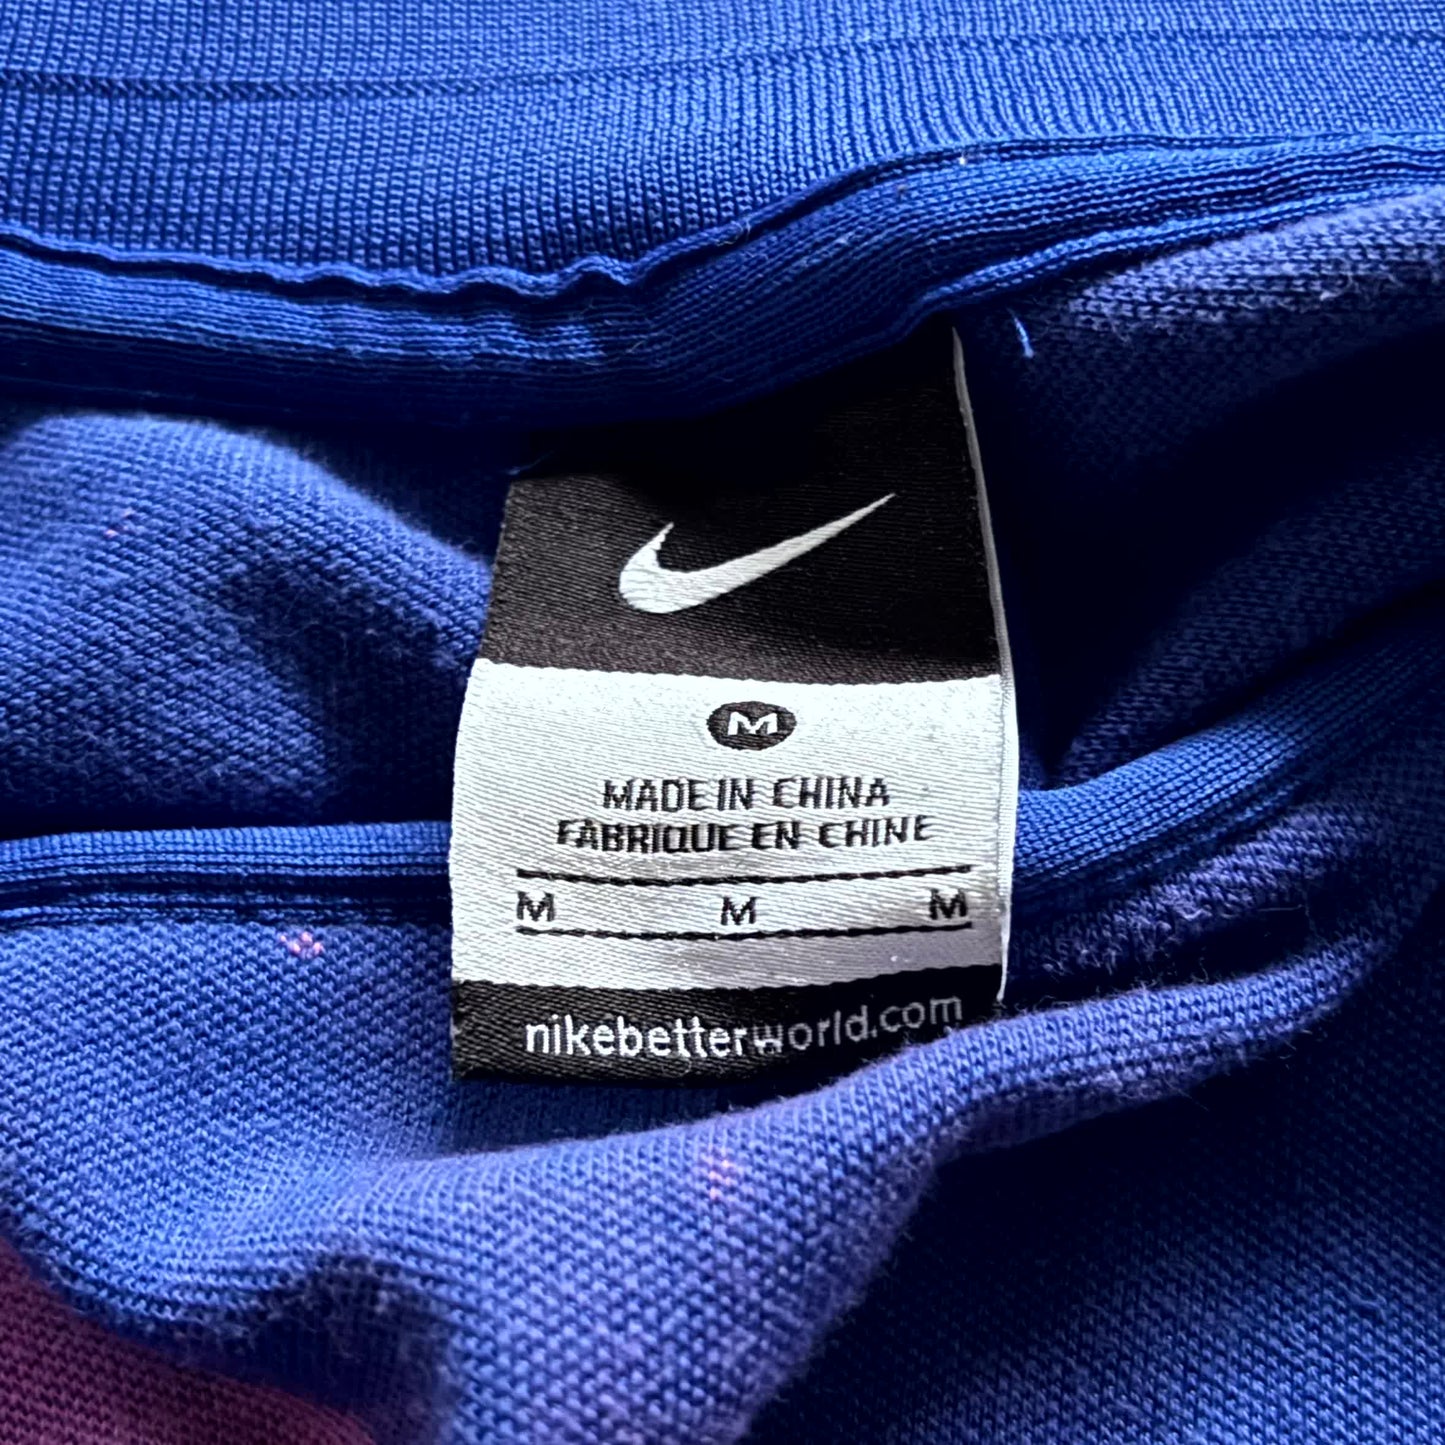 M
MADE IN CHINA
FABRIQUE EN CHINE
M M M
nikebetterworld.com